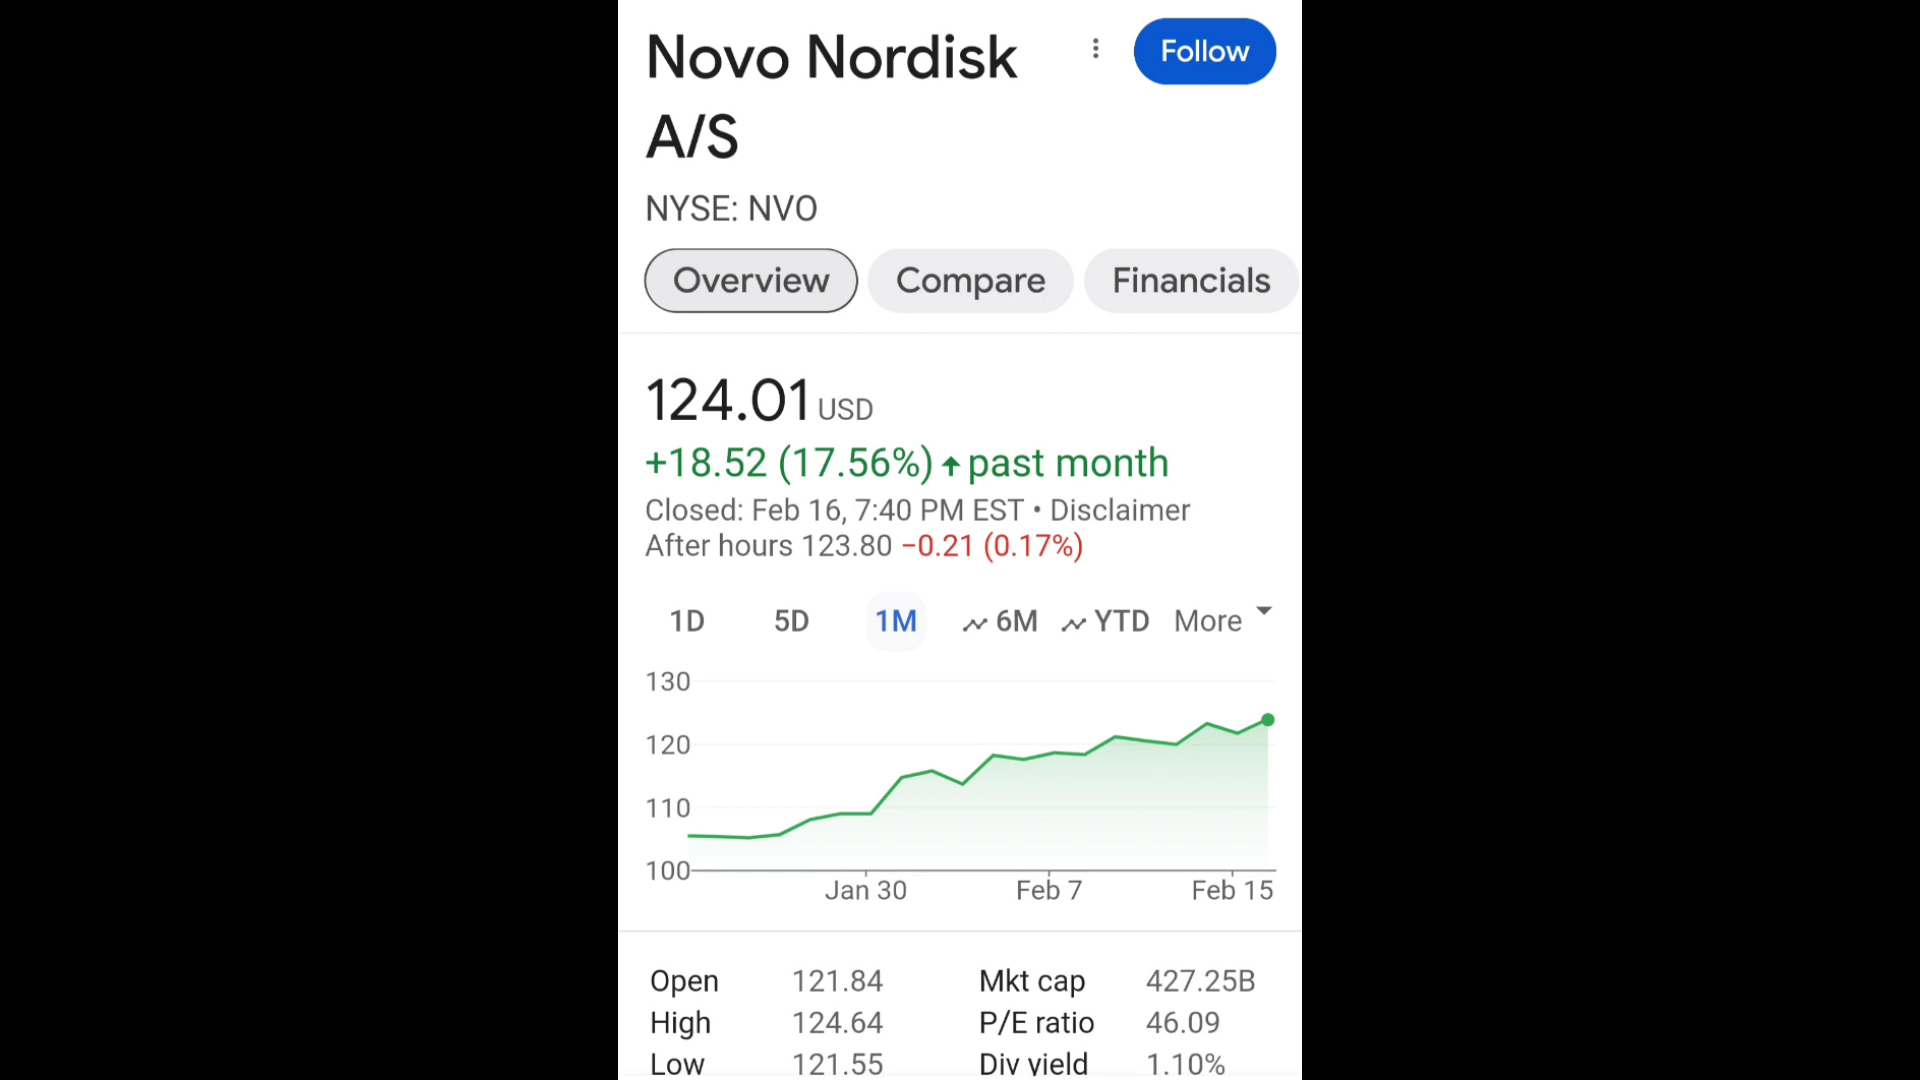 Novo Nordisk
A/S
Follow
NYSE: NVO
Overview Compare Financials
124.01 USD
+18.52 (17.56%) ↑ past month
Closed: Feb 16, 7:40 PM EST • Disclaimer
After hours 123.80 −0.21 (0.17%)
1D 5D 1M 6M YTD More
130
120
110
100
Jan 30 Feb 7 Feb 15
Open 121.84 Mkt cap 427.25B
High 124.64 P/E ratio 46.09
Low 121.55 Div yield 1.10%